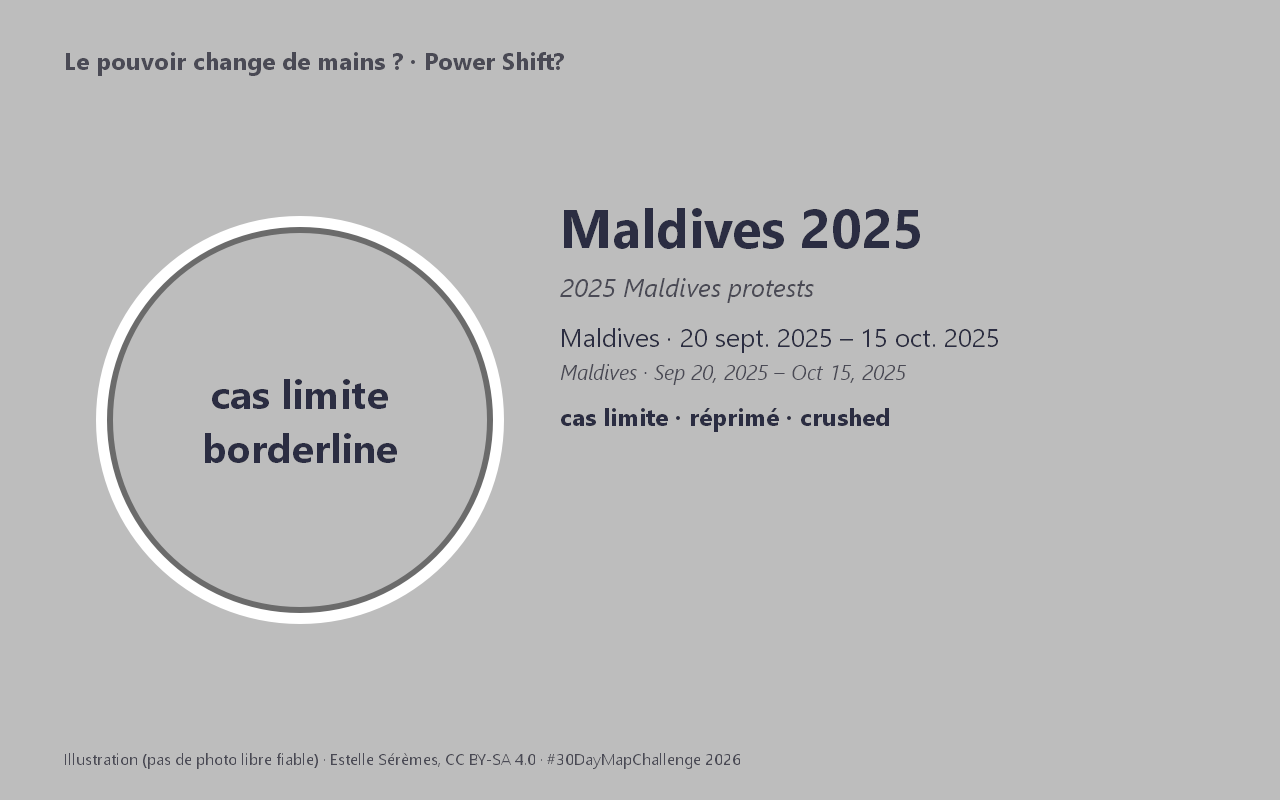 Le pouvoir change de mains ? · Power Shift?
Maldives 2025
2025 Maldives protests
Maldives · 20 sept. 2025 – 15 oct. 2025
Maldives · Sep 20, 2025 – Oct 15, 2025
cas limite · réprimé · crushed
cas limite
borderline
Illustration (pas de photo libre fiable) · Estelle Sérèmes, CC BY-SA 4.0 · #30DayMapChallenge 2026